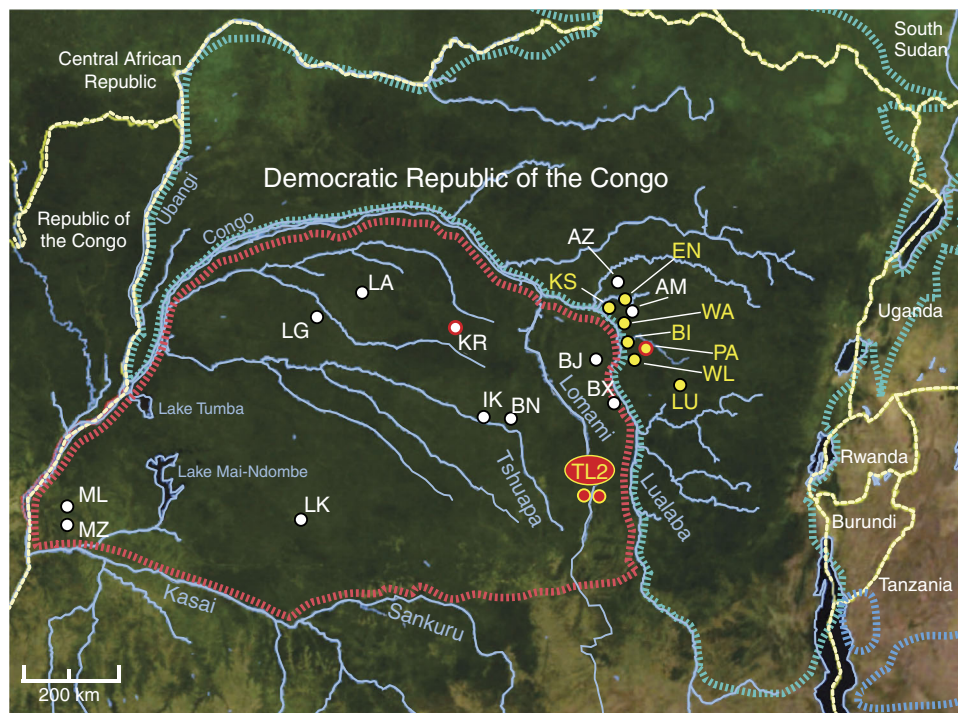 South
Sudan
Central African
Republic
Democratic Republic of the Congo
Ubangi
Republic of
the Congo
Congo
AZ
EN
KS
AM
LA
WA
LG
Uganda
KR
BI
PA
BJ
WL
BX
LU
IK
BN
Lomami
Lake Tumba
Rwanda
Lake Mai-Ndombe
TL2
Tshuapa
Lualaba
ML
LK
MZ
Burundi
Tanzania
Kasai
Sankuru
200 km